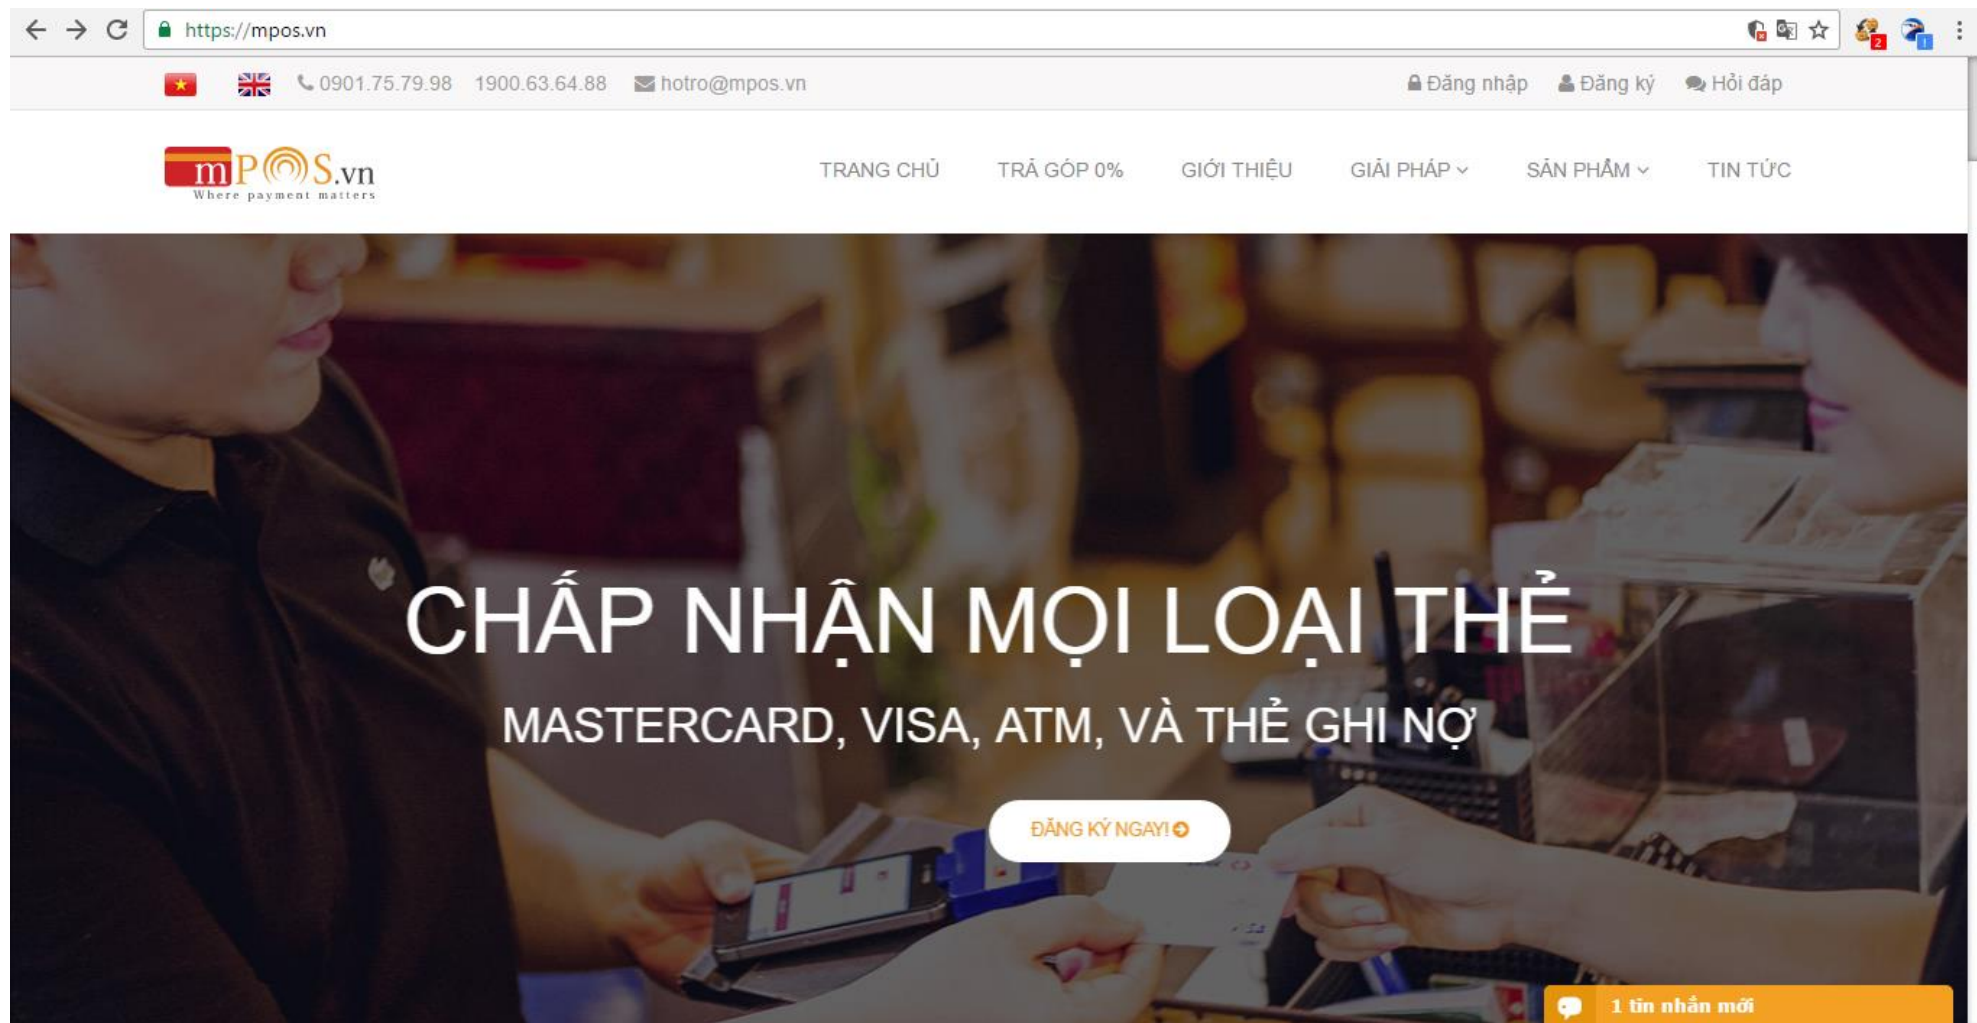 https://mpos.vn
0901.75.79.98 1900.63.64.88 hotro@mpos.vn Đăng nhập Đăng ký Hỏi đáp
mPOS.vn
Where payment matters
TRANG CHỦ TRẢ GÓP 0% GIỚI THIỆU GIẢI PHÁP SẢN PHẨM TIN TỨC
CHẤP NHẬN MỌI LOẠI THẺ
MASTERCARD, VISA, ATM, VÀ THẺ GHI NỢ
ĐĂNG KÝ NGAY!
1 tin nhắn mới